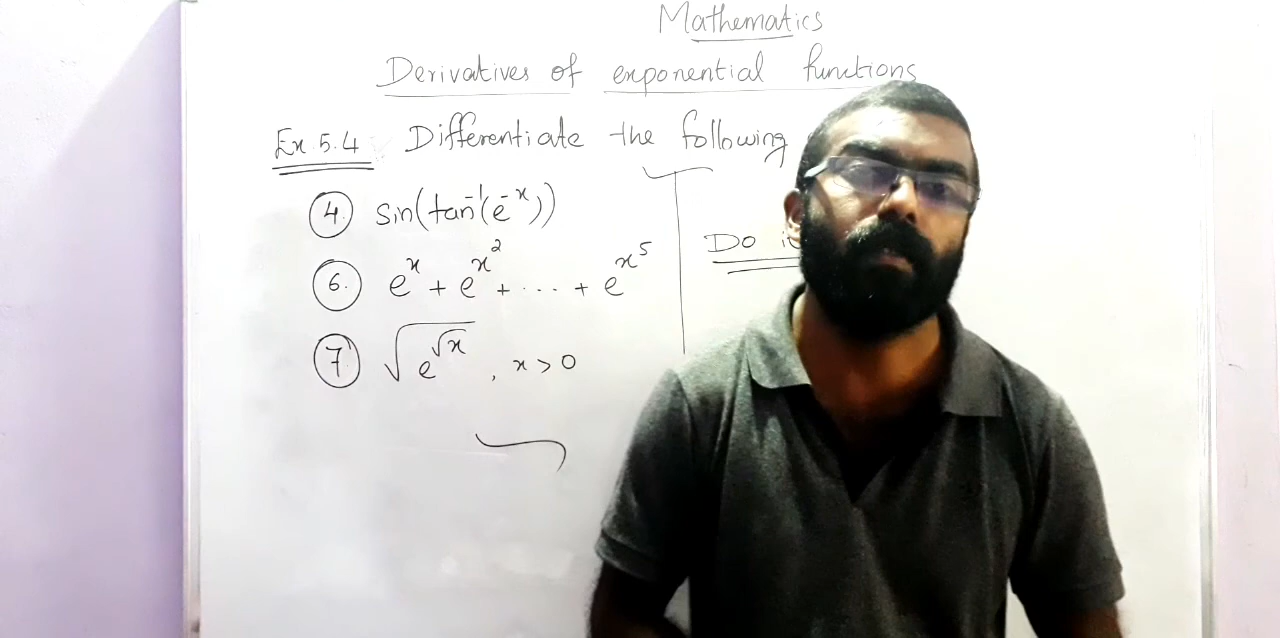 Mathematics
Derivatives of exponential functions
Ex 5.4 Differentiate the following
4. sin(tan⁻¹(e⁻ˣ))
Do
6. eˣ + e^x² + .... + e^x⁵
7. √e^√x , x > 0